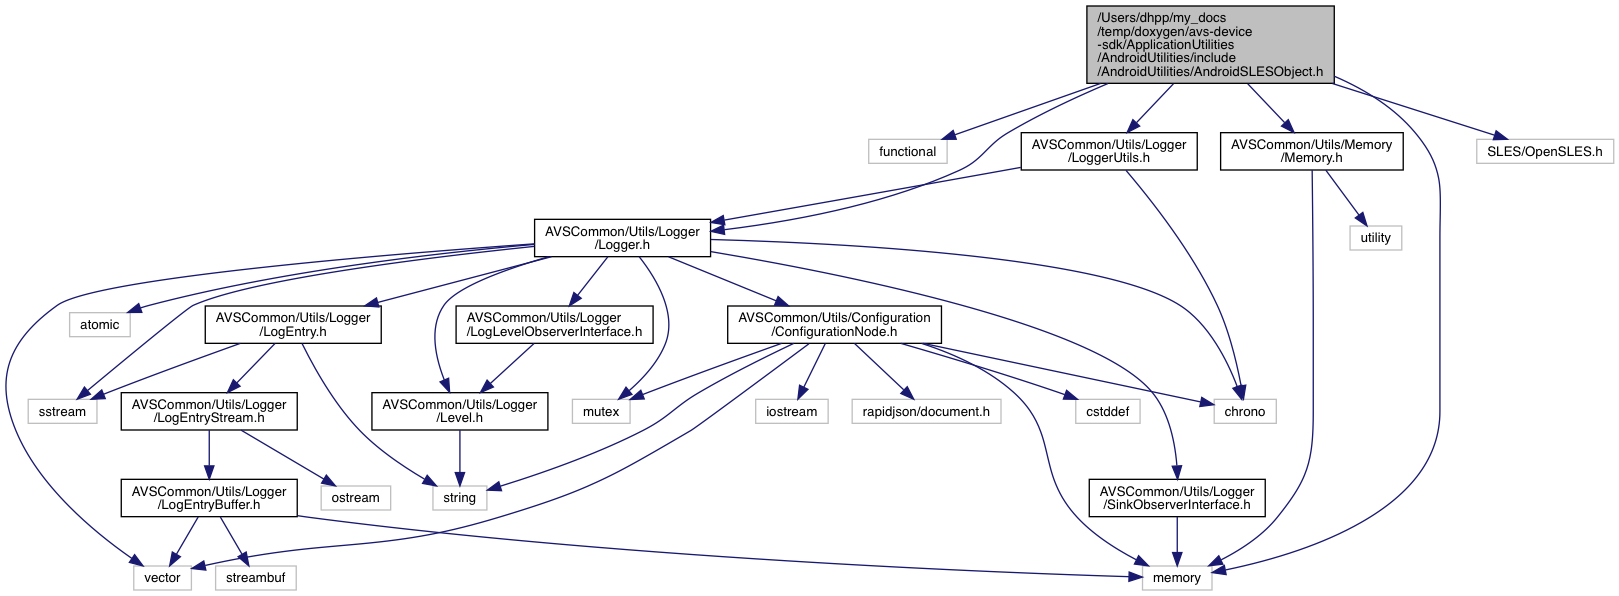 /Users/dhpp/my_docs
/temp/doxygen/avs-device
-sdk/ApplicationUtilities
/AndroidUtilities/include
/AndroidUtilities/AndroidSLESObject.h
functional
AVSCommon/Utils/Logger
/LoggerUtils.h
AVSCommon/Utils/Memory
/Memory.h
SLES/OpenSLES.h
AVSCommon/Utils/Logger
/Logger.h
utility
atomic
AVSCommon/Utils/Logger
/LogEntry.h
AVSCommon/Utils/Logger
/LogLevelObserverInterface.h
AVSCommon/Utils/Configuration
/ConfigurationNode.h
sstream
AVSCommon/Utils/Logger
/LogEntryStream.h
AVSCommon/Utils/Logger
/Level.h
mutex
iostream
rapidjson/document.h
cstddef
chrono
AVSCommon/Utils/Logger
/LogEntryBuffer.h
ostream
string
AVSCommon/Utils/Logger
/SinkObserverInterface.h
vector
streambuf
memory